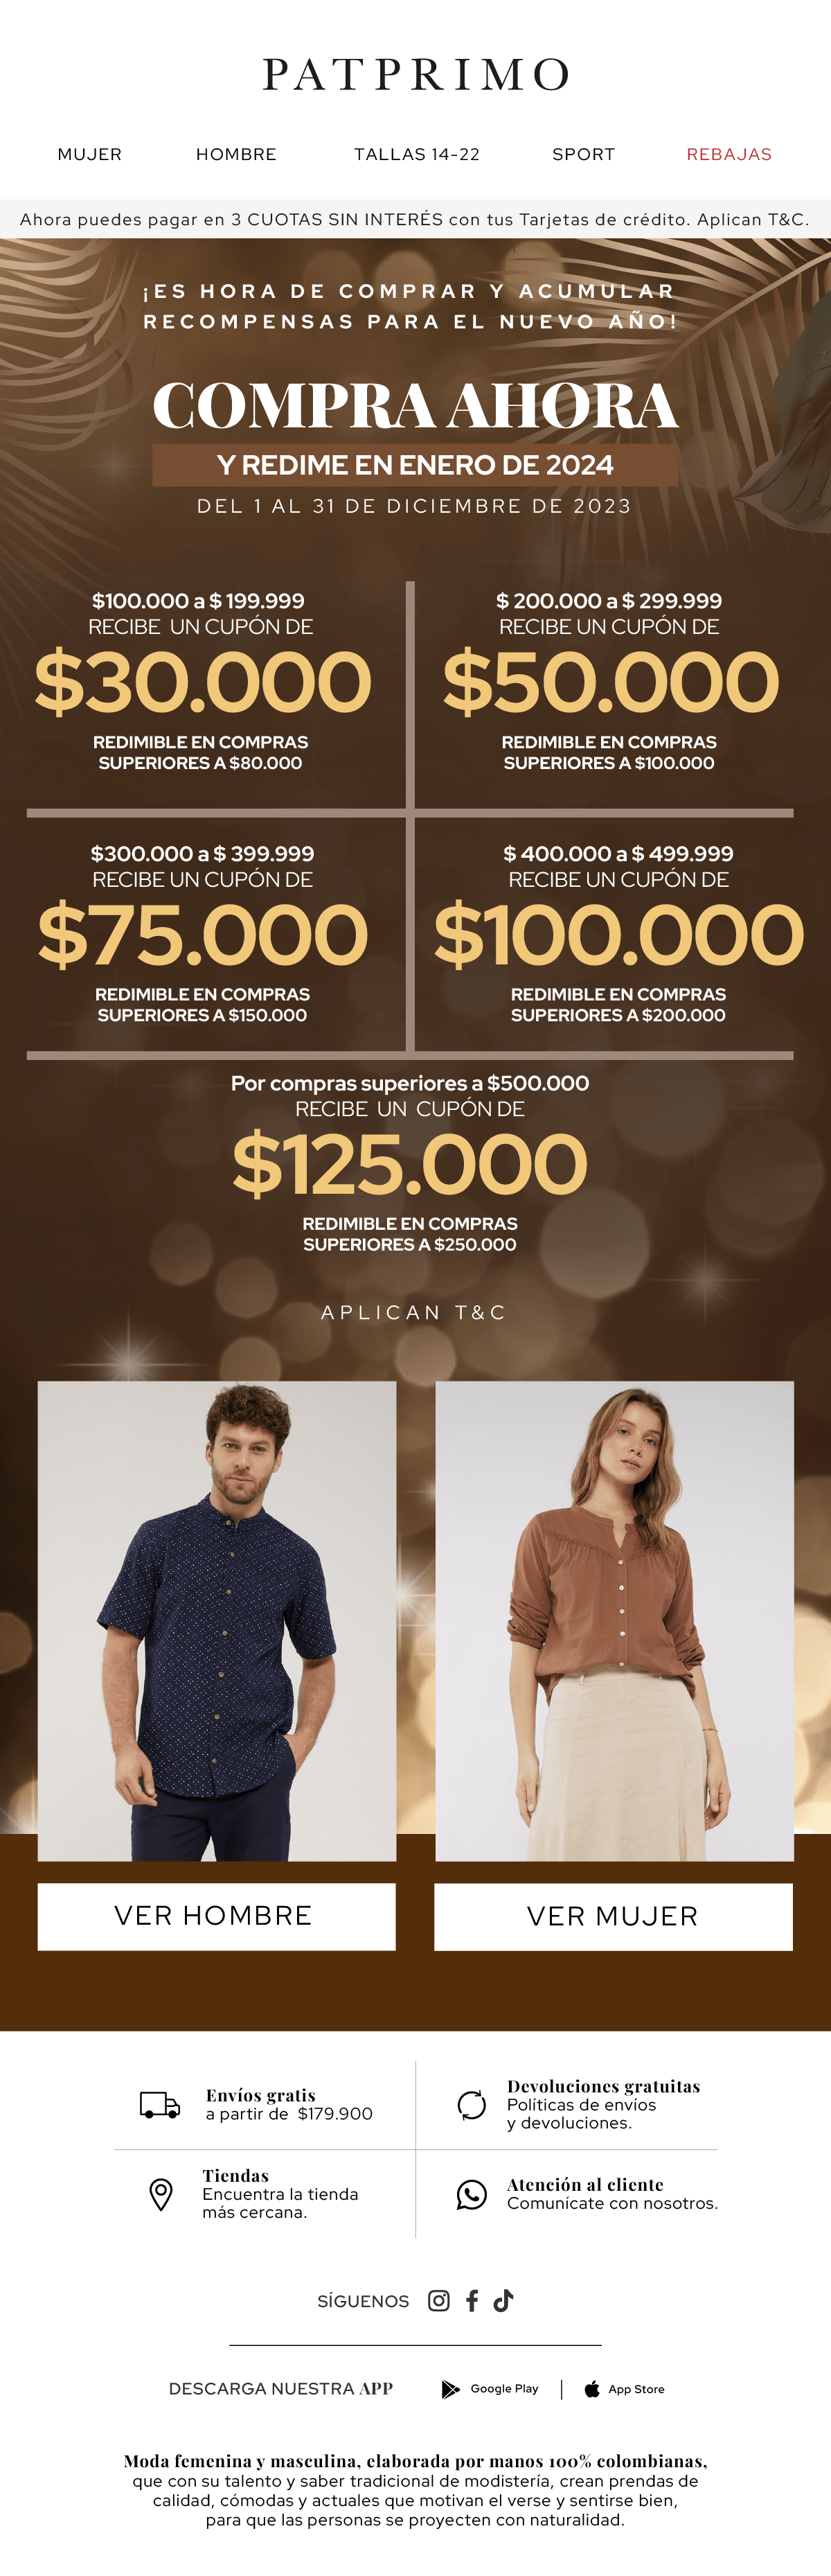 PATPRIMO
MUJER HOMBRE TALLAS 14-22 SPORT REBAJAS
Ahora puedes pagar en 3 CUOTAS SIN INTERÉS con tus Tarjetas de crédito. Aplican T&C.
¡ES HORA DE COMPRAR Y ACUMULAR
RECOMPENSAS PARA EL NUEVO AÑO!
COMPRA AHORA
Y REDIME EN ENERO DE 2024
DEL 1 AL 31 DE DICIEMBRE DE 2023
$100.000 a $ 199.999
RECIBE UN CUPÓN DE
$30.000
REDIMIBLE EN COMPRAS
SUPERIORES A $80.000
$ 200.000 a $ 299.999
RECIBE UN CUPÓN DE
$50.000
REDIMIBLE EN COMPRAS
SUPERIORES A $100.000
$300.000 a $ 399.999
RECIBE UN CUPÓN DE
$75.000
REDIMIBLE EN COMPRAS
SUPERIORES A $150.000
$ 400.000 a $ 499.999
RECIBE UN CUPÓN DE
$100.000
REDIMIBLE EN COMPRAS
SUPERIORES A $200.000
Por compras superiores a $500.000
RECIBE UN CUPÓN DE
$125.000
REDIMIBLE EN COMPRAS
SUPERIORES A $250.000
APLICAN T&C
VER HOMBRE
VER MUJER
Envíos gratis
a partir de $179.900
Devoluciones gratuitas
Políticas de envíos
y devoluciones.
Tiendas
Encuentra la tienda
más cercana.
Atención al cliente
Comunícate con nosotros.
SÍGUENOS
DESCARGA NUESTRA APP
Google Play
App Store
Moda femenina y masculina, elaborada por manos 100% colombianas,
que con su talento y saber tradicional de modistería, crean prendas de
calidad, cómodas y actuales que motivan el verse y sentirse bien,
para que las personas se proyecten con naturalidad.